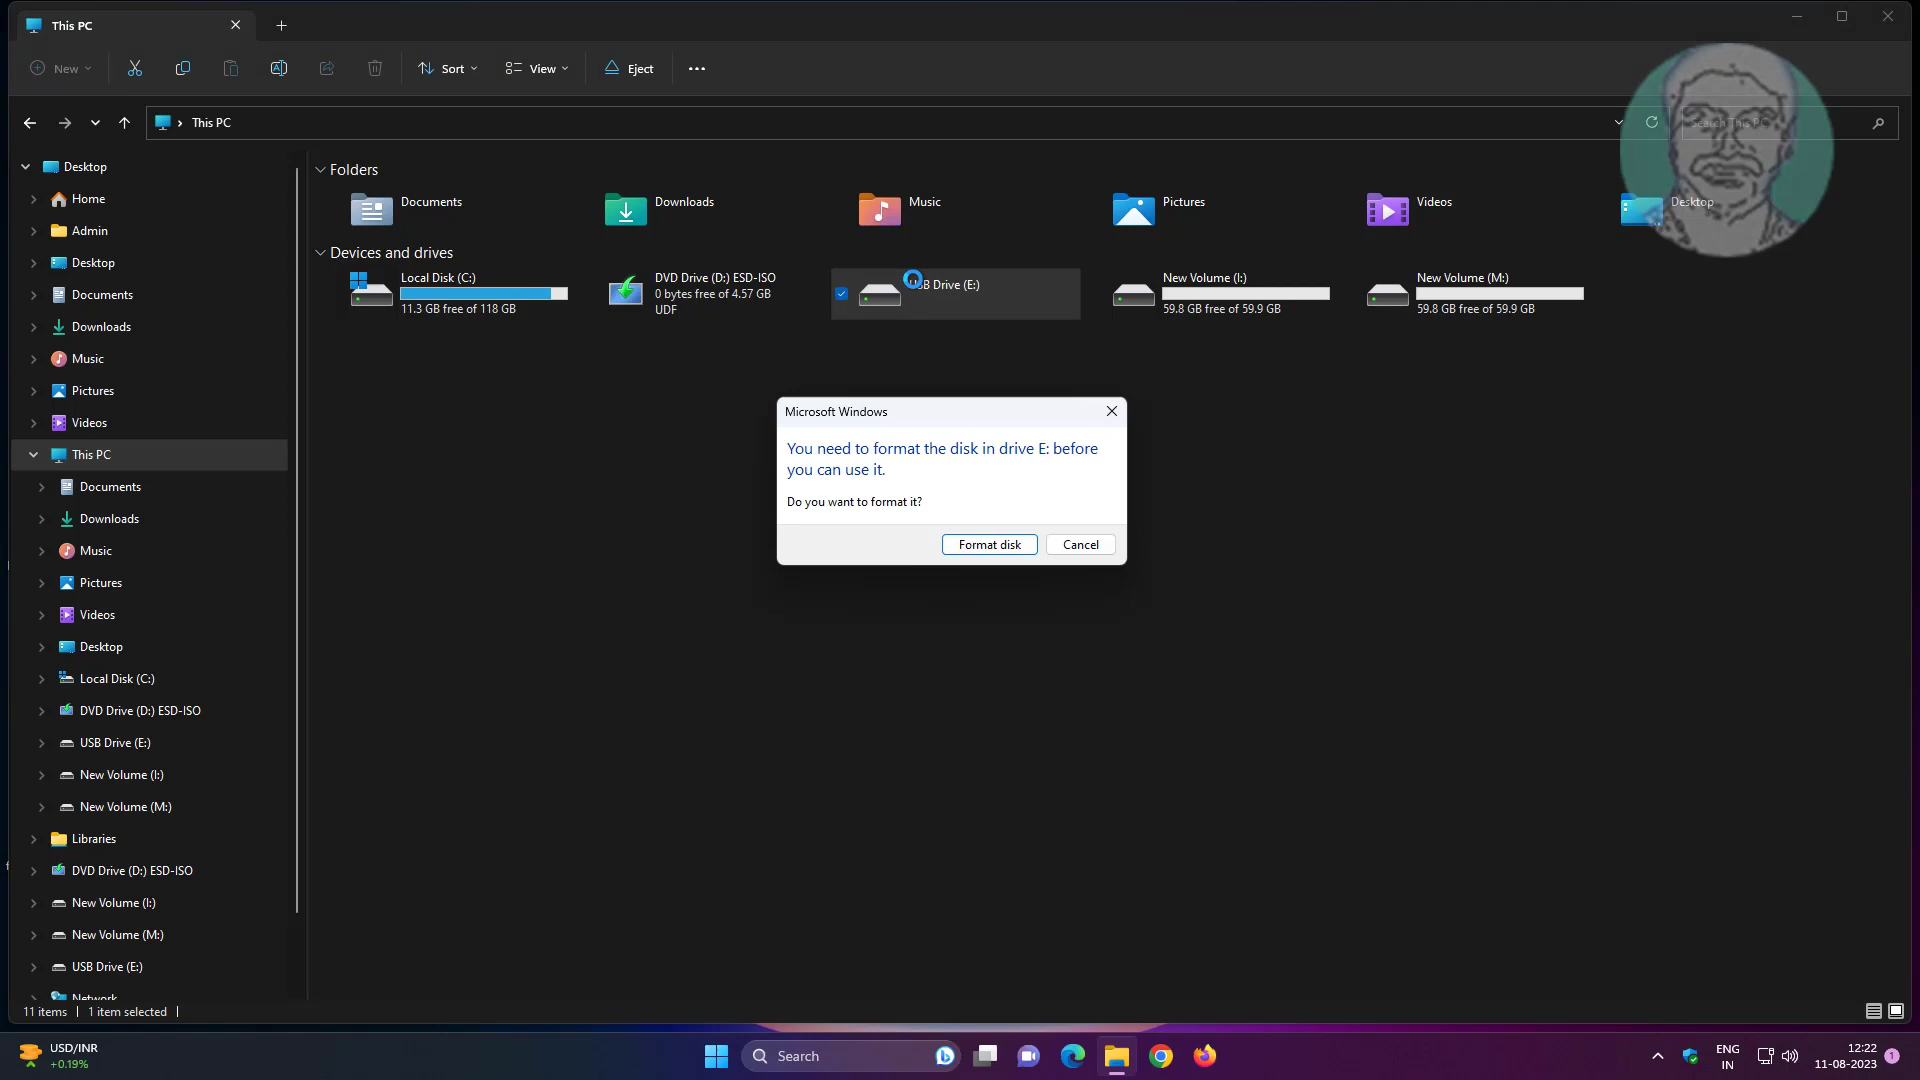 This PC
New
Sort
View
Eject
This PC
Search This PC
Desktop
Home
Admin
Desktop
Documents
Downloads
Music
Pictures
Videos
This PC
Documents
Downloads
Music
Pictures
Videos
Desktop
Local Disk (C:)
DVD Drive (D:) ESD-ISO
USB Drive (E:)
New Volume (I:)
New Volume (M:)
Libraries
DVD Drive (D:) ESD-ISO
New Volume (I:)
New Volume (M:)
USB Drive (E:)
Network
Folders
Documents
Downloads
Music
Pictures
Videos
Desktop
Devices and drives
Local Disk (C:)
11.3 GB free of 118 GB
DVD Drive (D:) ESD-ISO
0 bytes free of 4.57 GB
UDF
USB Drive (E:)
New Volume (I:)
59.8 GB free of 59.9 GB
New Volume (M:)
59.8 GB free of 59.9 GB
Microsoft Windows
You need to format the disk in drive E: before
you can use it.
Do you want to format it?
Format disk
Cancel
11 items
1 item selected
USD/INR
+0.19%
Search
ENG
IN
12:22
11-08-2023
1